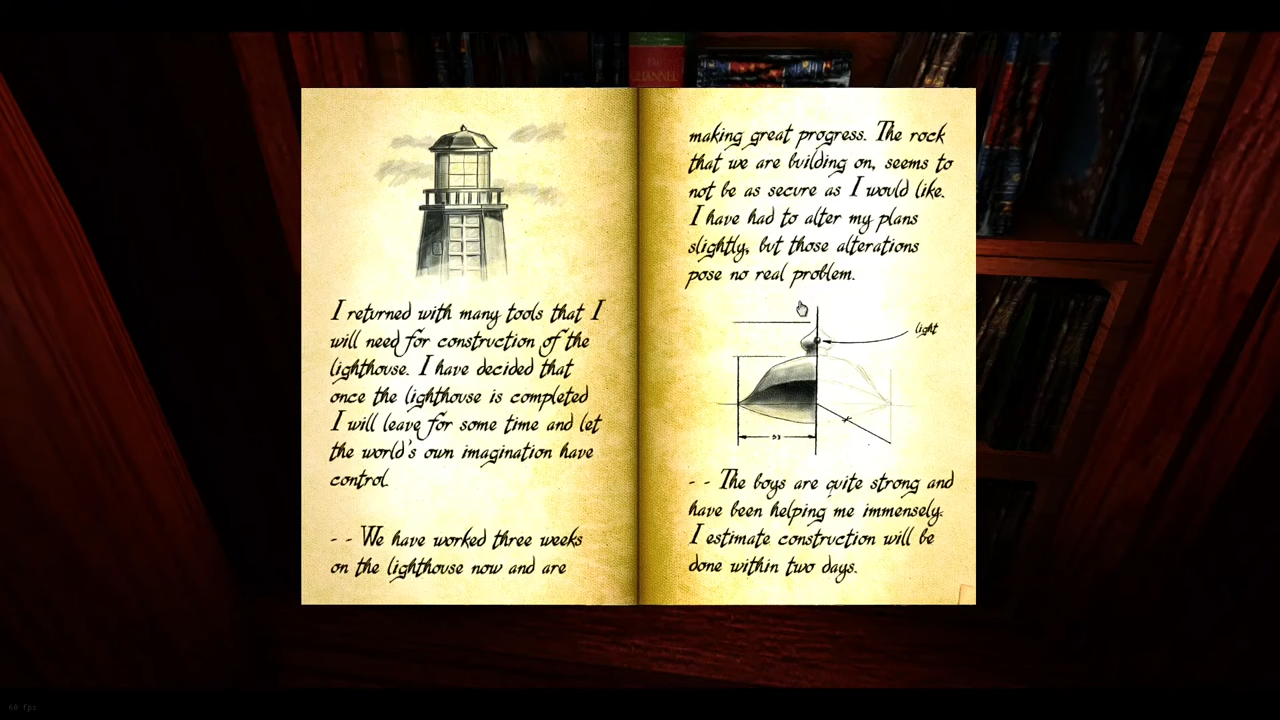 The
CHANNEL
I returned with many tools that I
will need for construction of the
lighthouse. I have decided that
once the lighthouse is completed
I will leave for some time and let
the world's own imagination have
control.
- - We have worked three weeks
on the lighthouse now and are
making great progress. The rock
that we are building on, seems to
not be as secure as I would like.
I have had to alter my plans
slightly, but those alterations
pose no real problem.
light
- - The boys are quite strong and
have been helping me immensely.
I estimate construction will be
done within two days.
60 fps